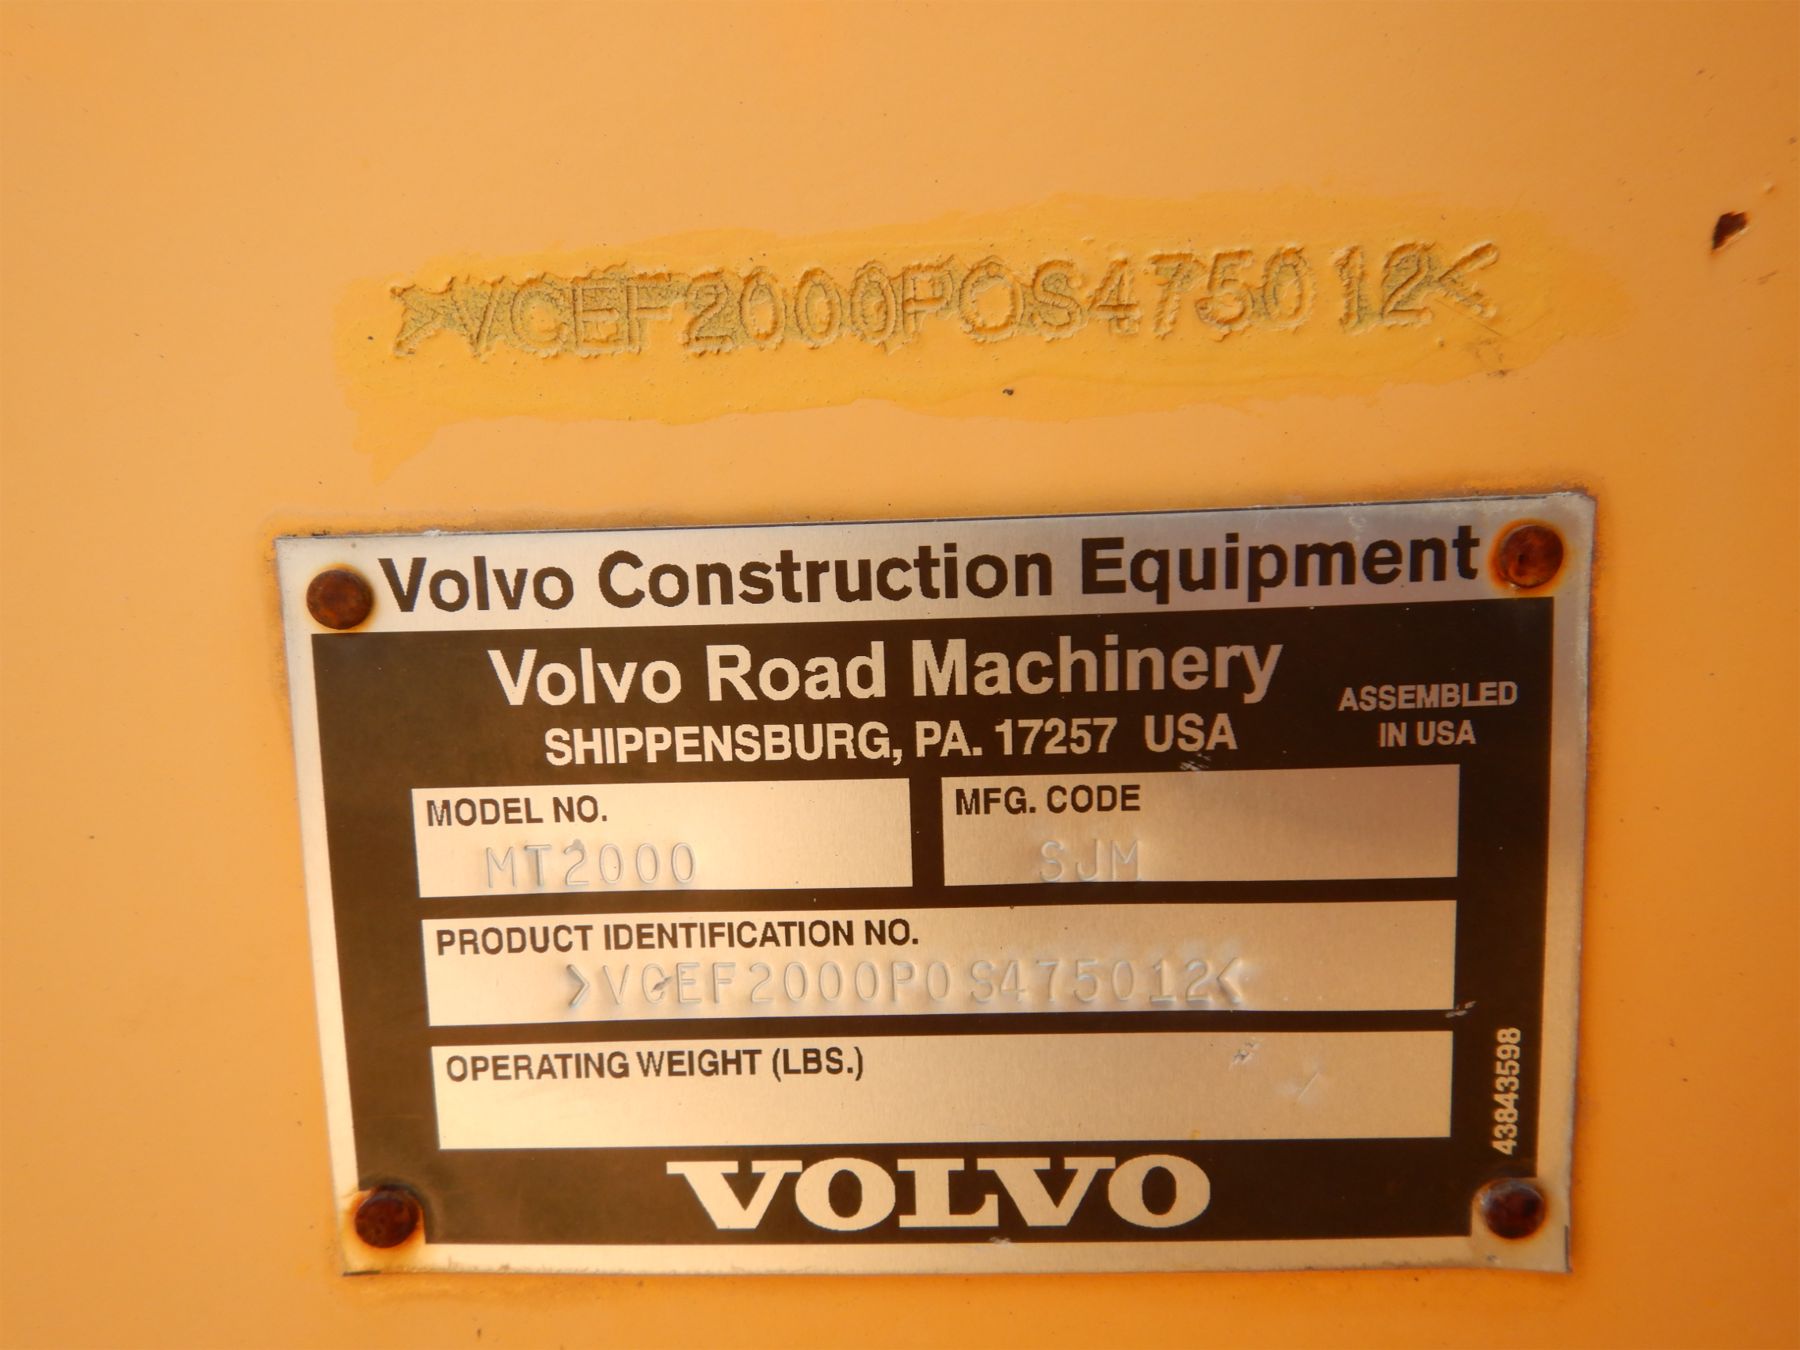 >VCEF2000P0S475012<
Volvo Construction Equipment
Volvo Road Machinery
SHIPPENSBURG, PA. 17257 USA
ASSEMBLED
IN USA
MODEL NO.
MT2000
MFG. CODE
SJM
PRODUCT IDENTIFICATION NO.
>VCEF2000P0S475012<
OPERATING WEIGHT (LBS.)
43843598
VOLVO